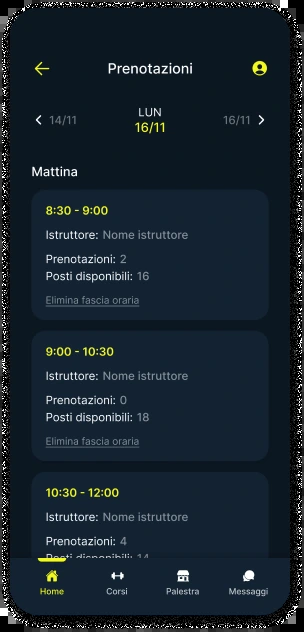 Prenotazioni
14/11
LUN
16/11
16/11
Mattina
8:30 - 9:00
Istruttore: Nome istruttore
Prenotazioni: 2
Posti disponibili: 16
Elimina fascia oraria
9:00 - 10:30
Istruttore: Nome istruttore
Prenotazioni: 0
Posti disponibili: 18
Elimina fascia oraria
10:30 - 12:00
Istruttore: Nome istruttore
Prenotazioni: 4
Posti disponibili: 14
Home
Corsi
Palestra
Messaggi